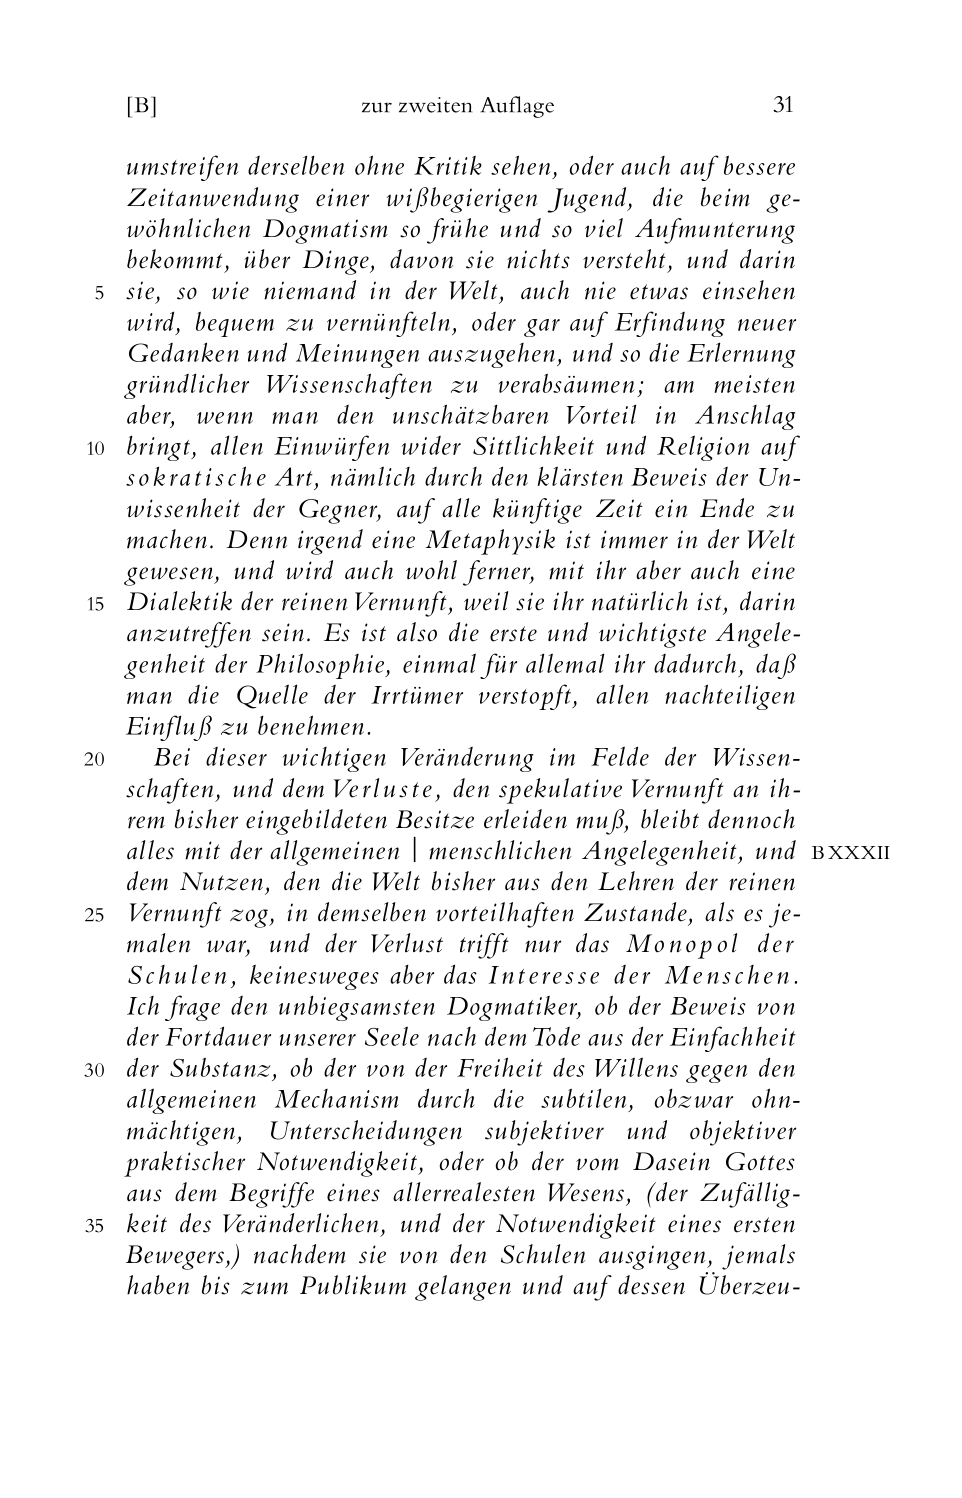 [B] zur zweiten Auflage 31
umstreifen derselben ohne Kritik sehen, oder auch auf bessere
Zeitanwendung einer wißbegierigen Jugend, die beim ge-
wöhnlichen Dogmatism so frühe und so viel Aufmunterung
bekommt, über Dinge, davon sie nichts versteht, und darin
5 sie, so wie niemand in der Welt, auch nie etwas einsehen
wird, bequem zu vernünfteln, oder gar auf Erfindung neuer
Gedanken und Meinungen auszugehen, und so die Erlernung
gründlicher Wissenschaften zu verabsäumen; am meisten
aber, wenn man den unschätzbaren Vorteil in Anschlag
10 bringt, allen Einwürfen wider Sittlichkeit und Religion auf
sokratische Art, nämlich durch den klärsten Beweis der Un-
wissenheit der Gegner, auf alle künftige Zeit ein Ende zu
machen. Denn irgend eine Metaphysik ist immer in der Welt
gewesen, und wird auch wohl ferner, mit ihr aber auch eine
15 Dialektik der reinen Vernunft, weil sie ihr natürlich ist, darin
anzutreffen sein. Es ist also die erste und wichtigste Angele-
genheit der Philosophie, einmal für allemal ihr dadurch, daß
man die Quelle der Irrtümer verstopft, allen nachteiligen
Einfluß zu benehmen.
20 Bei dieser wichtigen Veränderung im Felde der Wissen-
schaften, und dem Verluste, den spekulative Vernunft an ih-
rem bisher eingebildeten Besitze erleiden muß, bleibt dennoch
alles mit der allgemeinen | menschlichen Angelegenheit, und B XXXII
dem Nutzen, den die Welt bisher aus den Lehren der reinen
25 Vernunft zog, in demselben vorteilhaften Zustande, als es je-
malen war, und der Verlust trifft nur das Monopol der
Schulen, keinesweges aber das Interesse der Menschen.
Ich frage den unbiegsamsten Dogmatiker, ob der Beweis von
der Fortdauer unserer Seele nach dem Tode aus der Einfachheit
30 der Substanz, ob der von der Freiheit des Willens gegen den
allgemeinen Mechanism durch die subtilen, obzwar ohn-
mächtigen, Unterscheidungen subjektiver und objektiver
praktischer Notwendigkeit, oder ob der vom Dasein Gottes
aus dem Begriffe eines allerrealesten Wesens, (der Zufällig-
35 keit des Veränderlichen, und der Notwendigkeit eines ersten
Bewegers,) nachdem sie von den Schulen ausgingen, jemals
haben bis zum Publikum gelangen und auf dessen Überzeu-